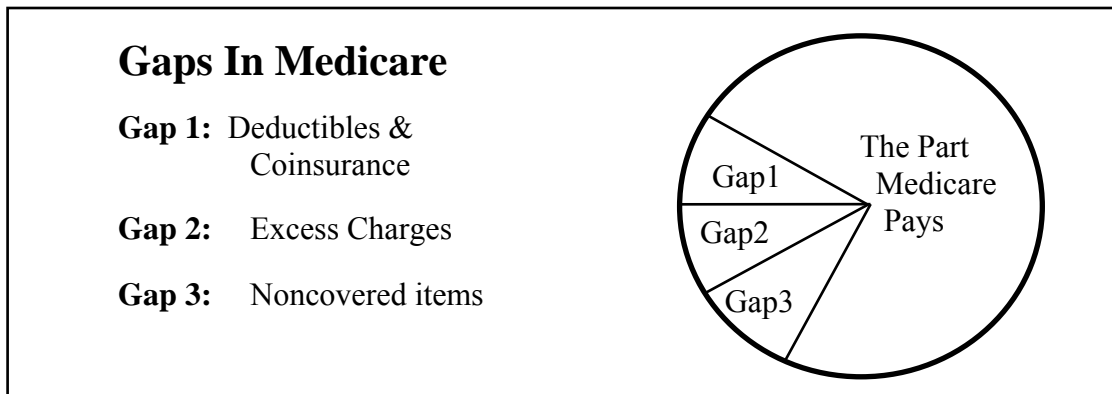 Gaps In Medicare
Gap 1: Deductibles &
Coinsurance
Gap 2: Excess Charges
Gap 3: Noncovered items
Gap1
Gap2
Gap3
The Part
Medicare
Pays